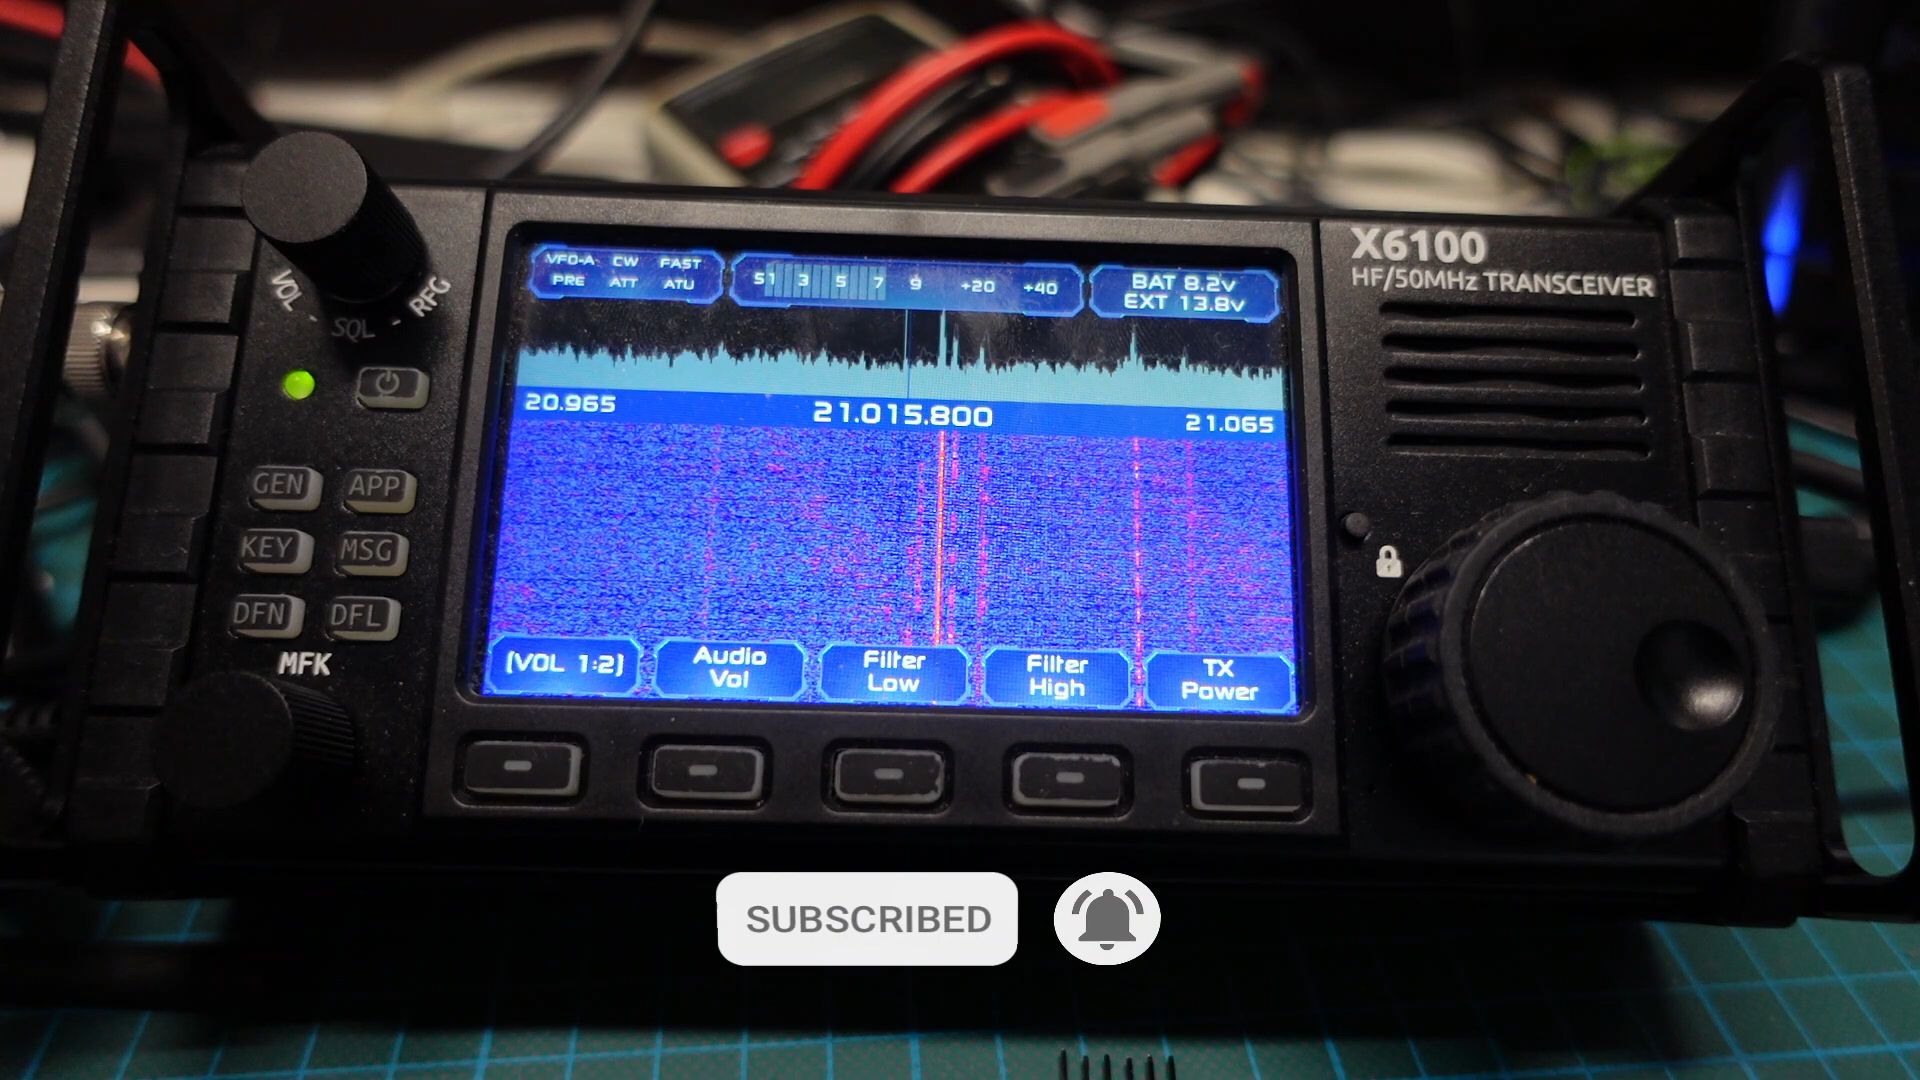 X6100
HF/50MHz TRANSCEIVER
VFO-A CW FAST
PRE ATT ATU
S1 3 5 7 9 +20 +40
BAT 8.2v
EXT 13.8v
VOL - SQL - RFG
20.965 21.015.800 21.065
GEN APP
KEY MSG
DFN DFL
MFK
(VOL 1:2)
Audio
Vol
Filter
Low
Filter
High
TX
Power
SUBSCRIBED